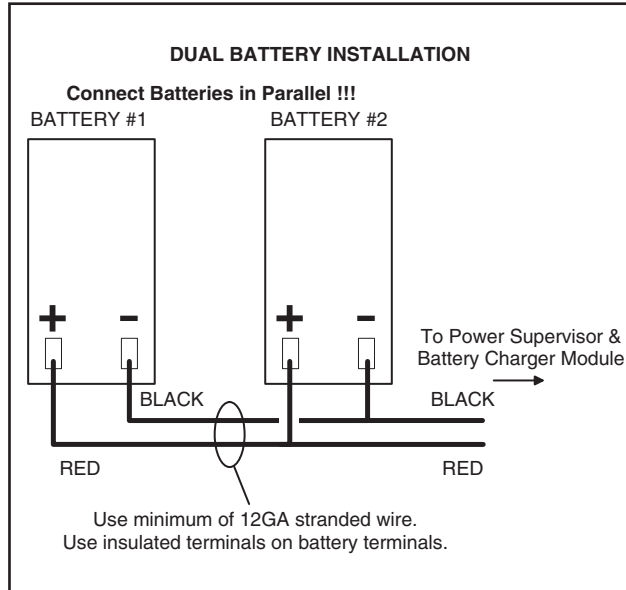 DUAL BATTERY INSTALLATION
Connect Batteries in Parallel !!!
BATTERY #1
BATTERY #2
+ -
+ -
To Power Supervisor &
Battery Charger Module
BLACK
BLACK
RED
RED
Use minimum of 12GA stranded wire.
Use insulated terminals on battery terminals.